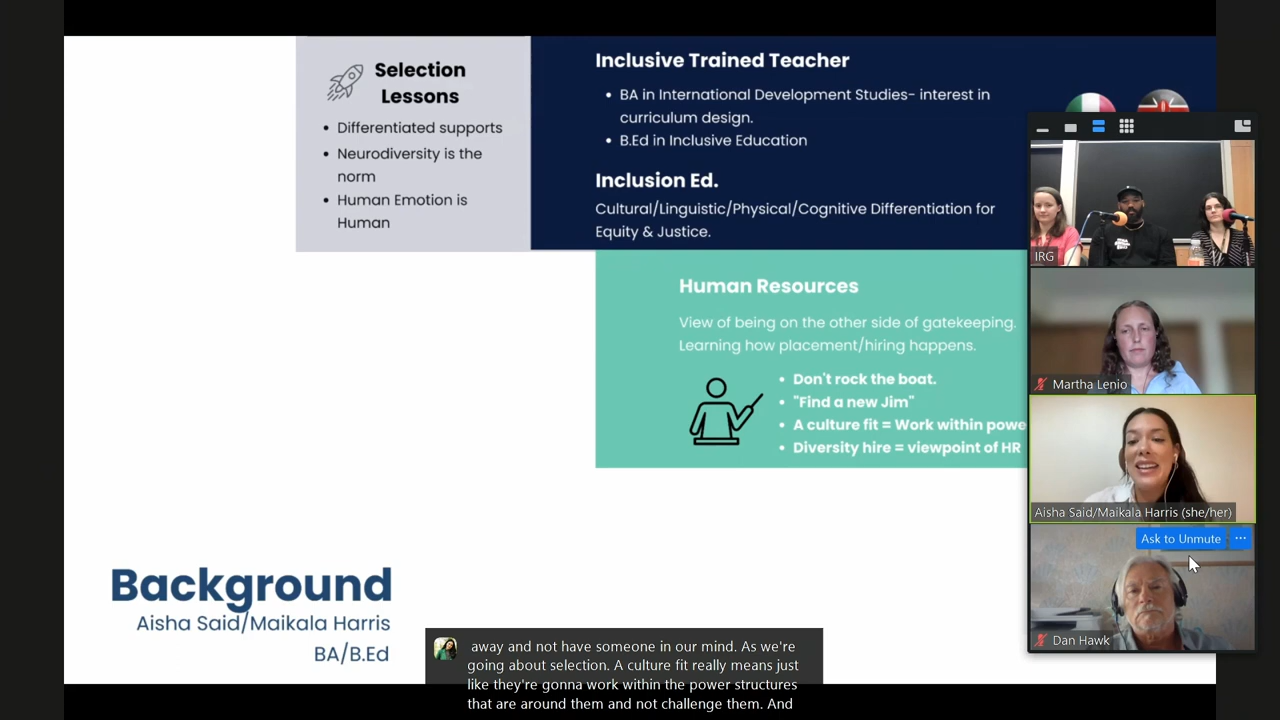 Selection
Lessons
• Differentiated supports
• Neurodiversity is the
norm
• Human Emotion is
Human
Inclusive Trained Teacher
• BA in International Development Studies- interest in
curriculum design.
• B.Ed in Inclusive Education
Inclusion Ed.
Cultural/Linguistic/Physical/Cognitive Differentiation for
Equity & Justice.
Human Resources
View of being on the other side of gatekeeping.
Learning how placement/hiring happens.
• Don't rock the boat.
• "Find a new Jim"
• A culture fit = Work within powe
• Diversity hire = viewpoint of HR
Background
Aisha Said/Maikala Harris
BA/B.Ed
away and not have someone in our mind. As we're
going about selection. A culture fit really means just
like they're gonna work within the power structures
that are around them and not challenge them. And
IRG
Martha Lenio
Aisha Said/Maikala Harris (she/her)
Ask to Unmute ...
Dan Hawk